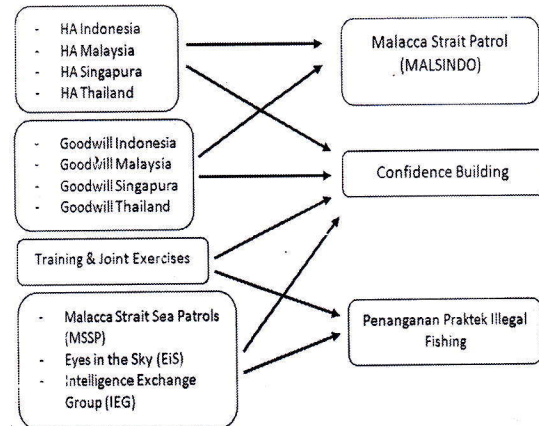 - HA Indonesia
- HA Malaysia
- HA Singapura
- HA Thailand
Malacca Strait Patrol
(MALSINDO)
- Goodwill Indonesia
- Goodwill Malaysia
- Goodwill Singapura
- Goodwill Thailand
Confidence Building
Training & Joint Exercises
- Malacca Strait Sea Patrols
(MSSP)
- Eyes in the Sky (EiS)
- Intelligence Exchange
Group (IEG)
Penanganan Praktek Illegal
Fishing